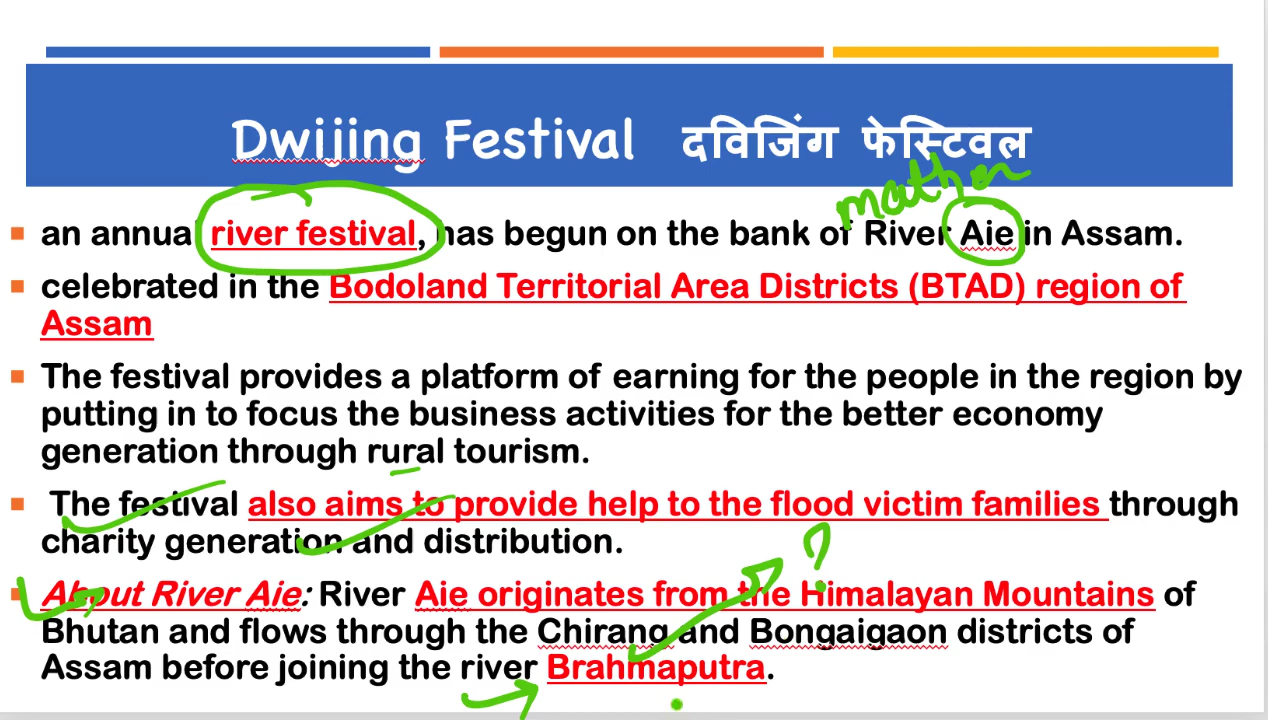 Dwijing Festival दविजिंग फेस्टिवल
mother
an annual river festival, has begun on the bank of River Aie in Assam.
celebrated in the Bodoland Territorial Area Districts (BTAD) region of
Assam
The festival provides a platform of earning for the people in the region by
putting in to focus the business activities for the better economy
generation through rural tourism.
The festival also aims to provide help to the flood victim families through
charity generation and distribution.
?
About River Aie: River Aie originates from the Himalayan Mountains of
Bhutan and flows through the Chirang and Bongaigaon districts of
Assam before joining the river Brahmaputra.